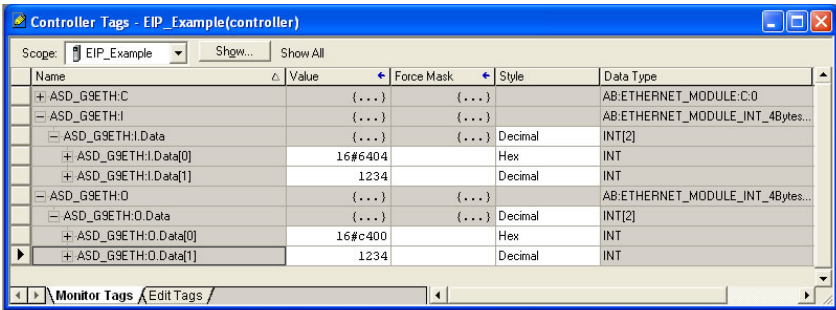 Controller Tags - EIP_Example(controller)
Scope: EIP_Example Show... Show All
Name Value Force Mask Style Data Type
ASD_G9ETH:C {...} {...} AB:ETHERNET_MODULE:C:0
ASD_G9ETH:I {...} {...} AB:ETHERNET_MODULE_INT_4Bytes...
ASD_G9ETH:I.Data {...} {...} Decimal INT[2]
ASD_G9ETH:I.Data[0] 16#6404 Hex INT
ASD_G9ETH:I.Data[1] 1234 Decimal INT
ASD_G9ETH:O {...} {...} AB:ETHERNET_MODULE_INT_4Bytes...
ASD_G9ETH:O.Data {...} {...} Decimal INT[2]
ASD_G9ETH:O.Data[0] 16#c400 Hex INT
ASD_G9ETH:O.Data[1] 1234 Decimal INT
Monitor Tags Edit Tags